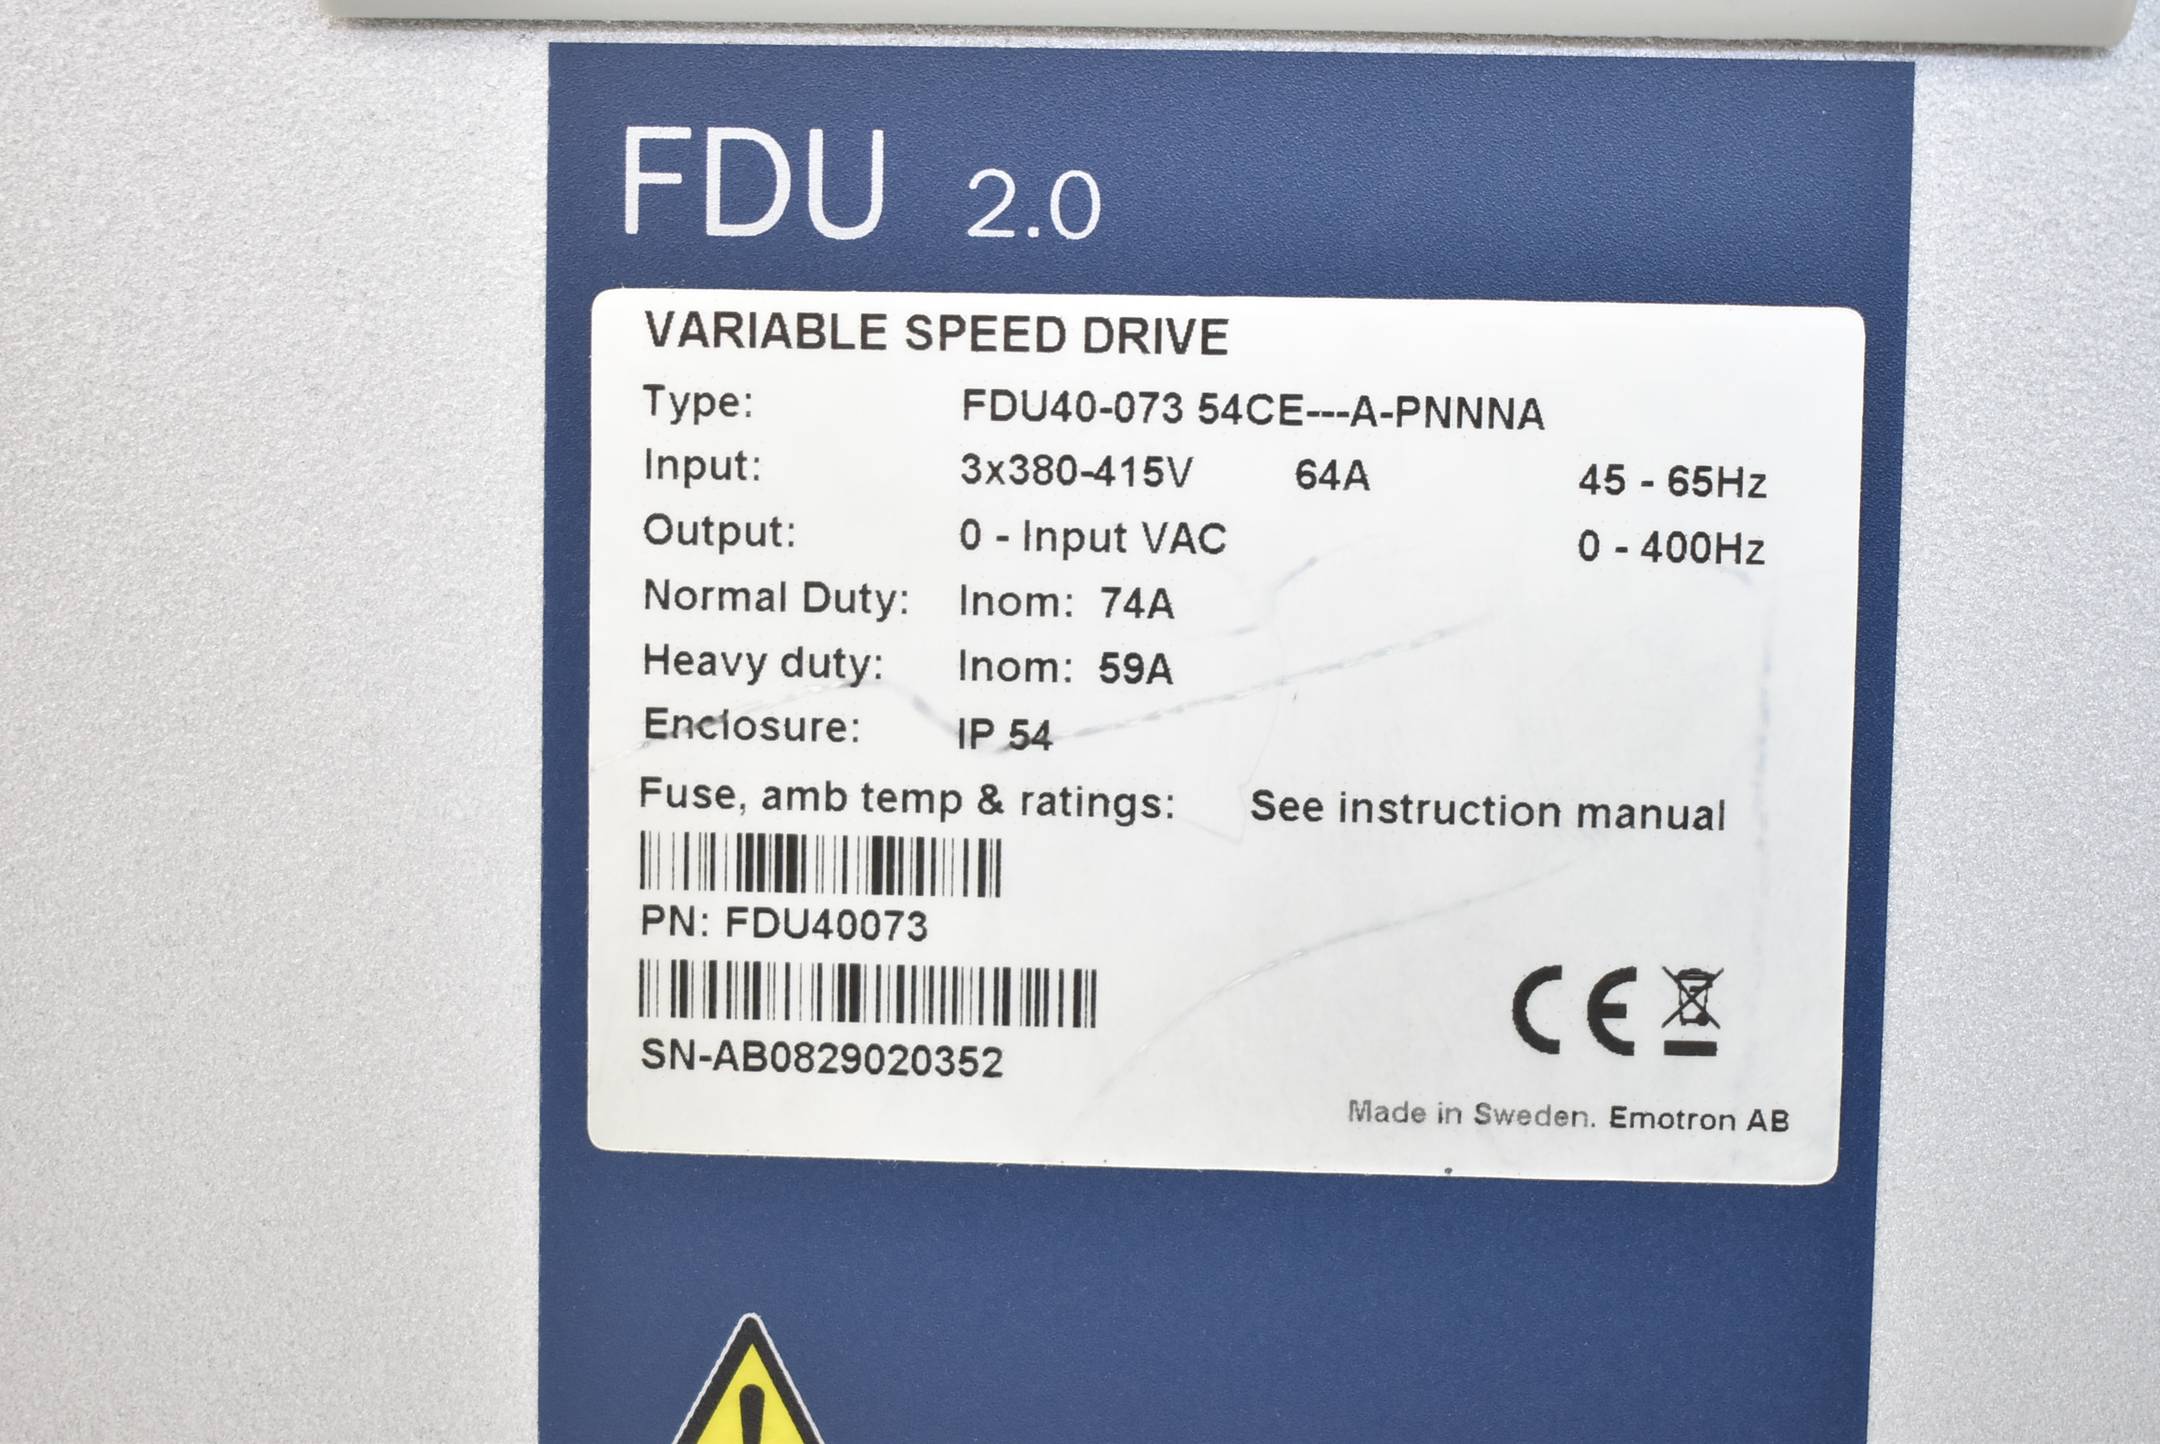 FDU 2.0
VARIABLE SPEED DRIVE
Type: FDU40-073 54CE---A-PNNNA
Input: 3x380-415V 64A 45 - 65Hz
Output: 0 - Input VAC 0 - 400Hz
Normal Duty: Inom: 74A
Heavy duty: Inom: 59A
Enclosure: IP 54
Fuse, amb temp & ratings: See instruction manual
PN: FDU40073
SN-AB0829020352
CE
Made in Sweden. Emotron AB